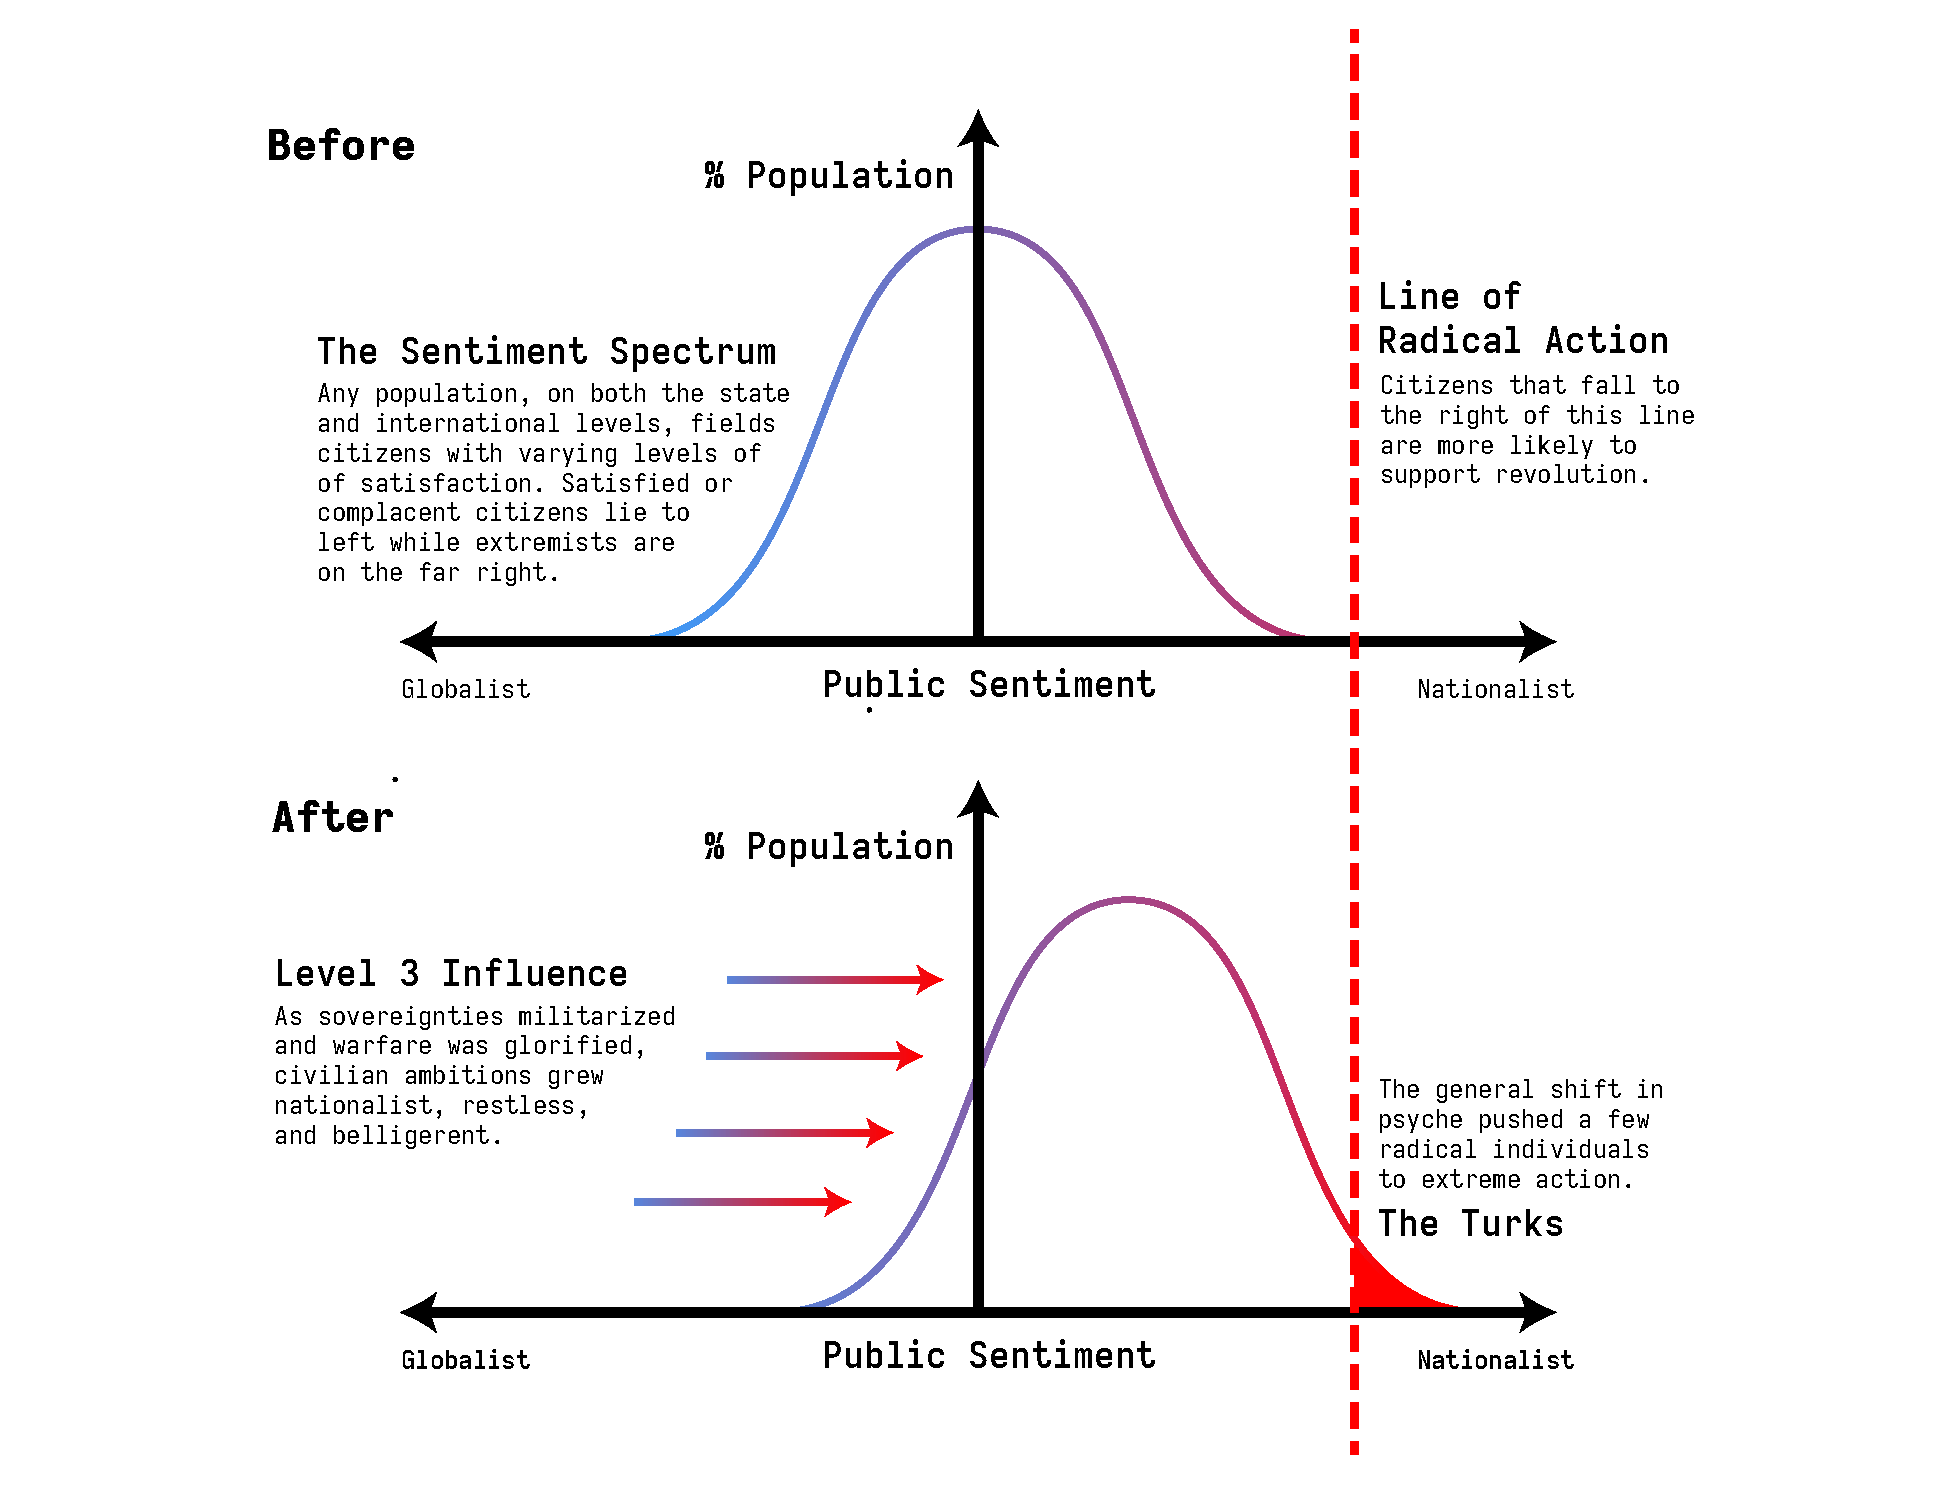 Before
% Population
The Sentiment Spectrum
Any population, on both the state
and international levels, fields
citizens with varying levels of
of satisfaction. Satisfied or
complacent citizens lie to
left while extremists are
on the far right.
Line of
Radical Action
Citizens that fall to
the right of this line
are more likely to
support revolution.
Globalist
Public Sentiment
Nationalist
After
% Population
Level 3 Influence
As sovereignties militarized
and warfare was glorified,
civilian ambitions grew
nationalist, restless,
and belligerent.
The general shift in
psyche pushed a few
radical individuals
to extreme action.
The Turks
Globalist
Public Sentiment
Nationalist